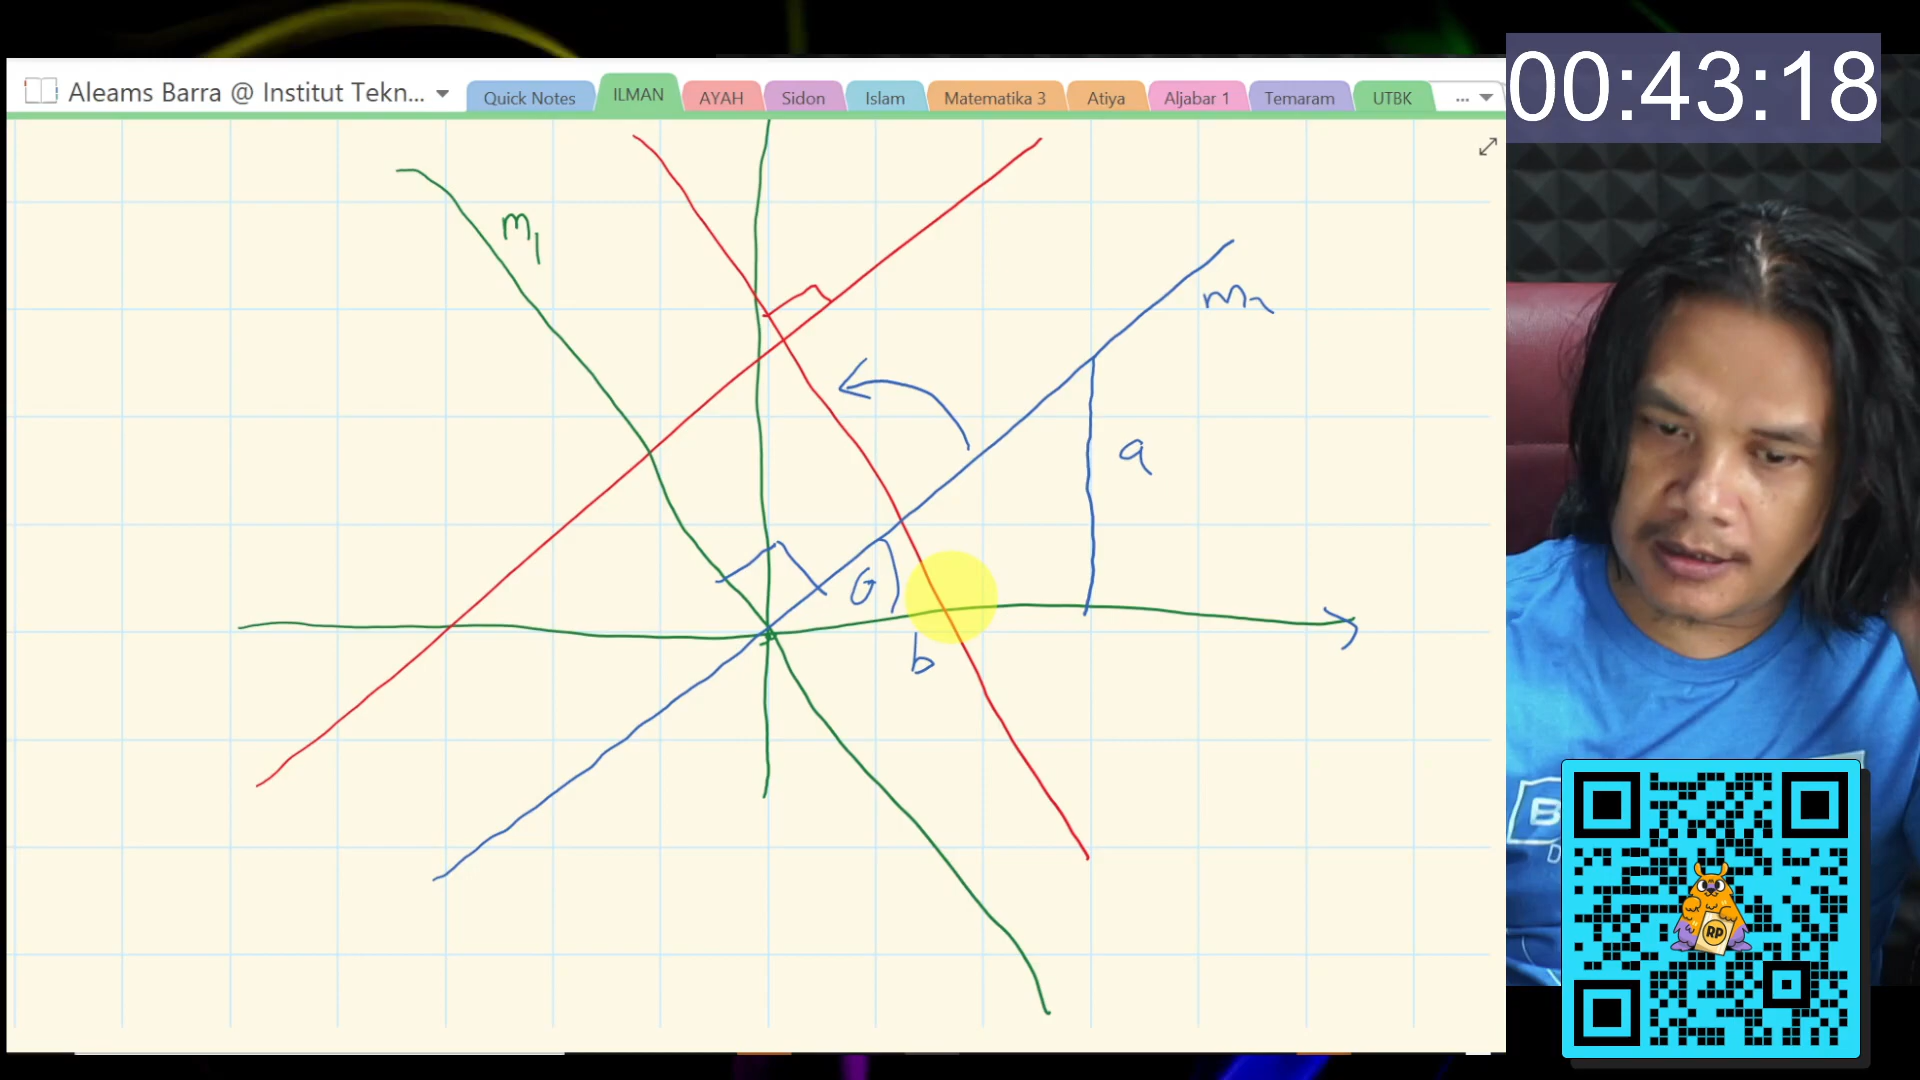 Aleams Barra @ Institut Tekn...
Quick Notes
ILMAN
AYAH
Sidon
Islam
Matematika 3
Atiya
Aljabar 1
Temaram
UTBK
...
00:43:18
m1
m2
a
θ
b
B
D
RP